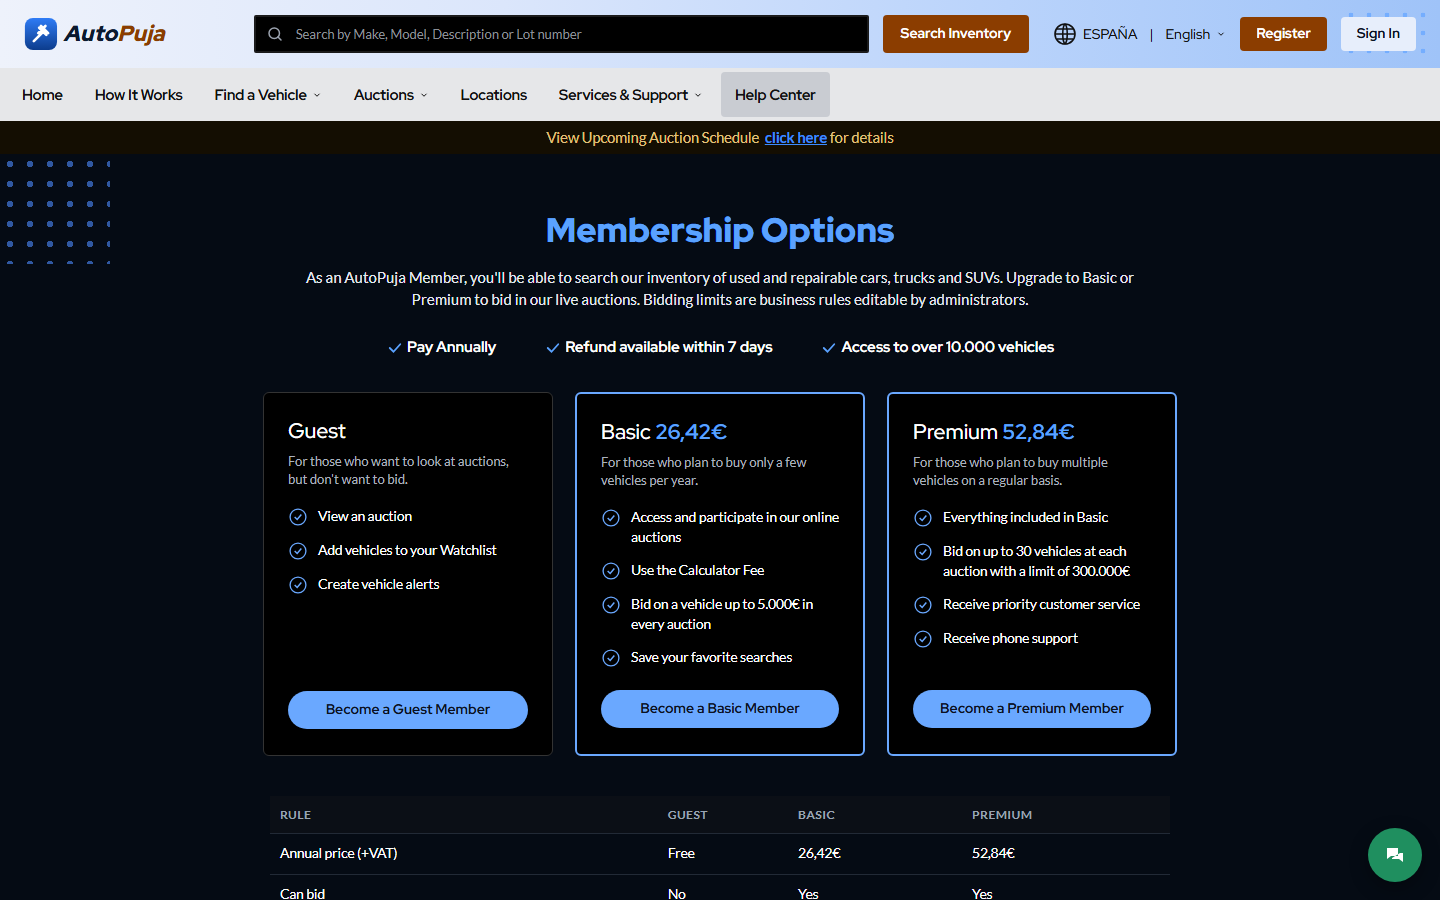 AutoPuja
Search by Make, Model, Description or Lot number
Search Inventory
ESPAÑA | English
Register
Sign In
Home
How It Works
Find a Vehicle
Auctions
Locations
Services & Support
Help Center
View Upcoming Auction Schedule click here for details
Membership Options
As an AutoPuja Member, you'll be able to search our inventory of used and repairable cars, trucks and SUVs. Upgrade to Basic or
Premium to bid in our live auctions. Bidding limits are business rules editable by administrators.
Pay Annually
Refund available within 7 days
Access to over 10.000 vehicles
Guest
For those who want to look at auctions,
but don't want to bid.
View an auction
Add vehicles to your Watchlist
Create vehicle alerts
Become a Guest Member
Basic 26,42€
For those who plan to buy only a few
vehicles per year.
Access and participate in our online
auctions
Use the Calculator Fee
Bid on a vehicle up to 5.000€ in
every auction
Save your favorite searches
Become a Basic Member
Premium 52,84€
For those who plan to buy multiple
vehicles on a regular basis.
Everything included in Basic
Bid on up to 30 vehicles at each
auction with a limit of 300.000€
Receive priority customer service
Receive phone support
Become a Premium Member
RULE GUEST BASIC PREMIUM
Annual price (+VAT) Free 26,42€ 52,84€
Can bid No Yes Yes